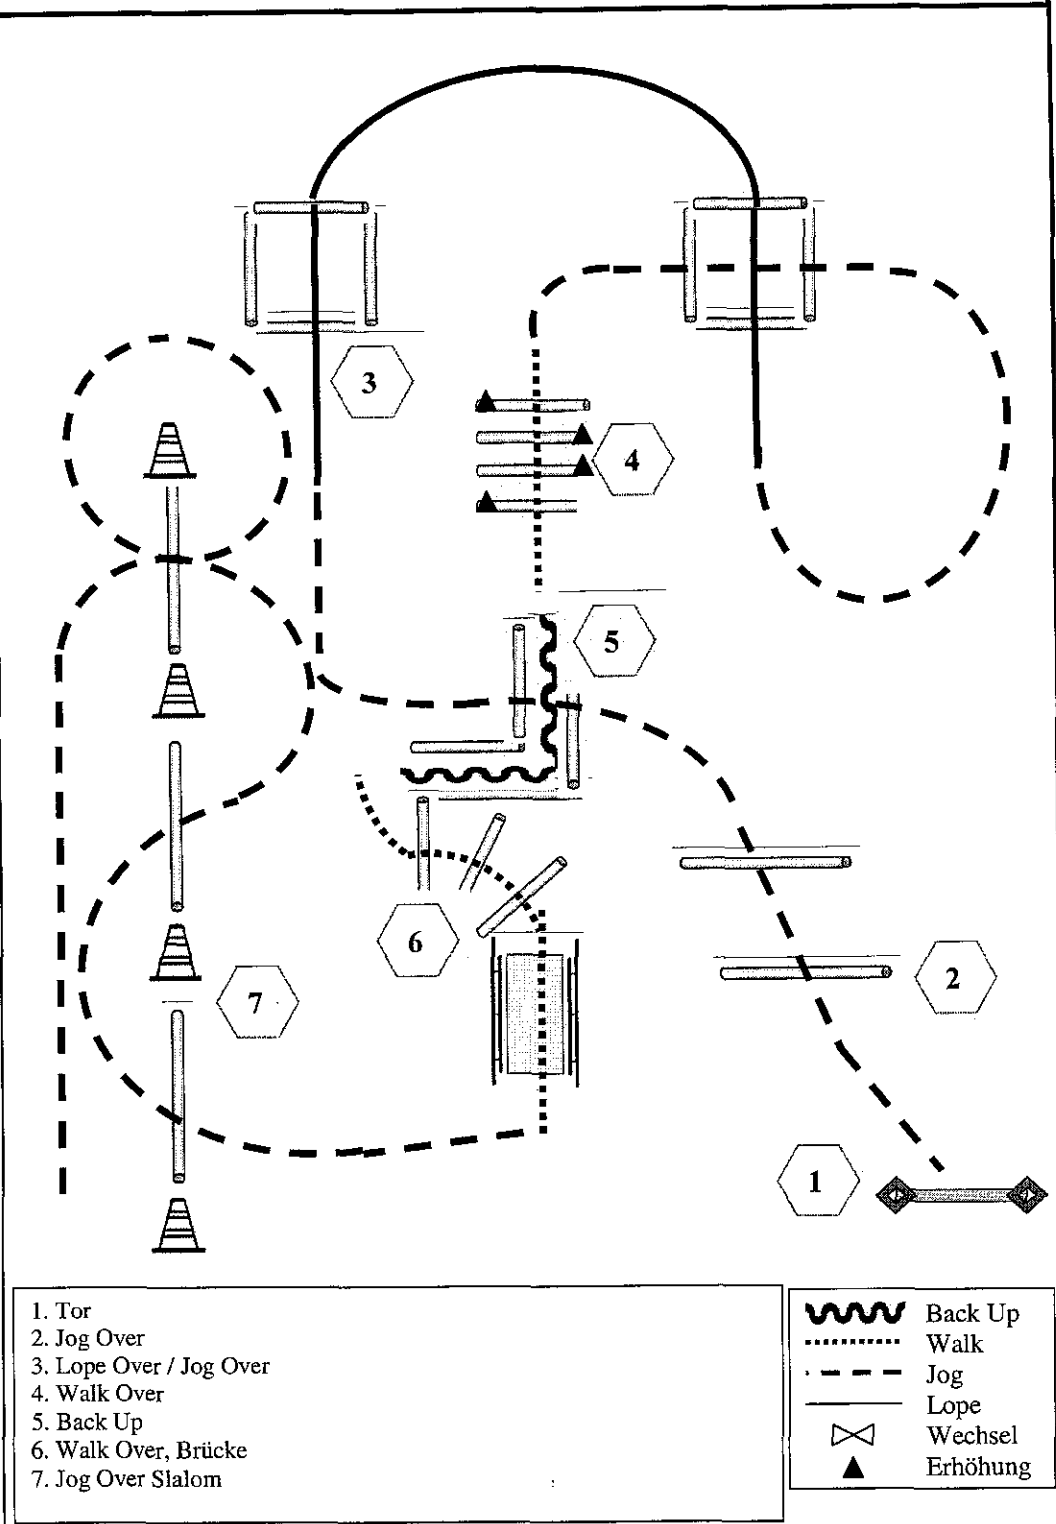 3
4
5
6
7
2
1
1. Tor
2. Jog Over
3. Lope Over / Jog Over
4. Walk Over
5. Back Up
6. Walk Over, Brücke
7. Jog Over Slalom
Back Up
Walk
Jog
Lope
Wechsel
Erhöhung